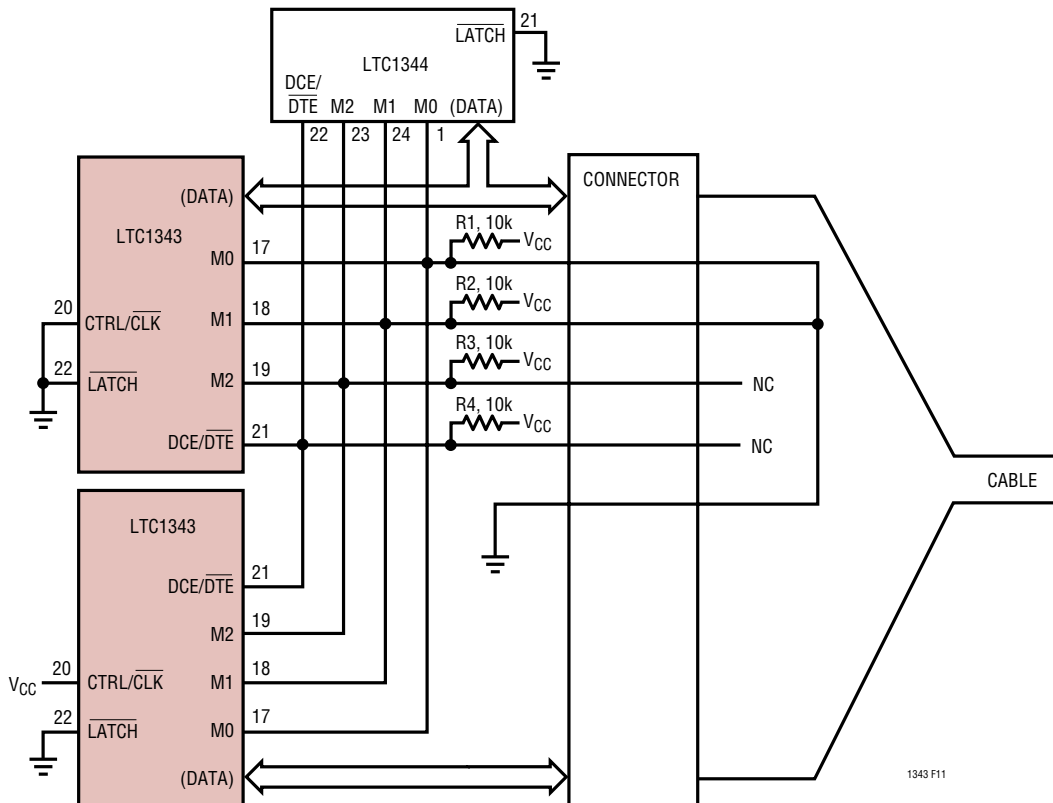 21
LATCH
LTC1344
DCE/
DTE M2 M1 M0 (DATA)
22 23 24 1
CONNECTOR
(DATA)
LTC1343
R1, 10k
VCC
M0 17
R2, 10k
VCC
20 CTRL/CLK
M1 18
R3, 10k
VCC
22 LATCH
M2 19
NC
R4, 10k
VCC
DCE/DTE 21
NC
CABLE
LTC1343
DCE/DTE 21
M2 19
VCC 20 CTRL/CLK
M1 18
22 LATCH
M0 17
(DATA)
1343 F11